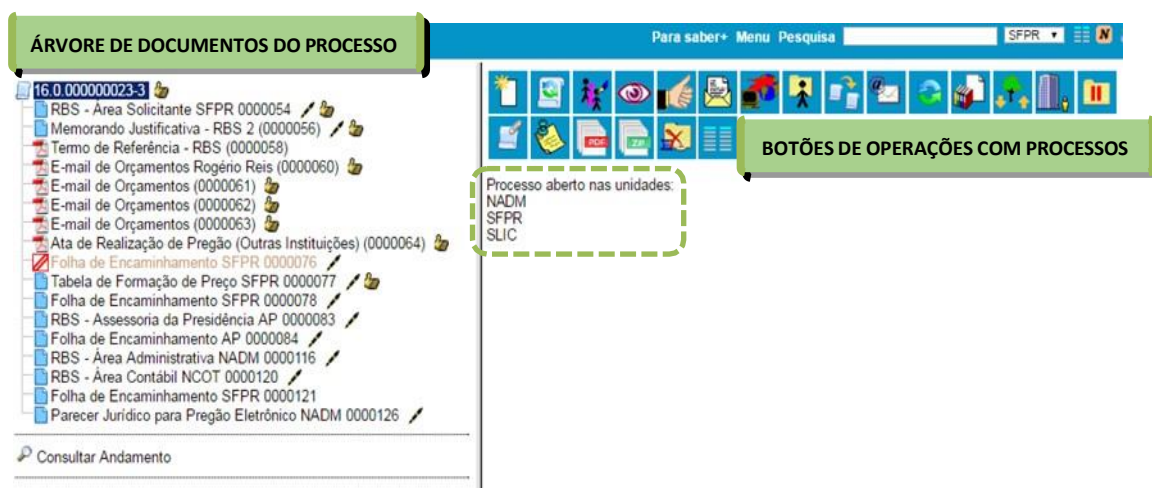 ÁRVORE DE DOCUMENTOS DO PROCESSO
Para saber+ Menu Pesquisa SFPR
16.0.000000023-3
RBS - Área Solicitante SFPR 0000054
Memorando Justificativa - RBS 2 (0000056)
Termo de Referência - RBS (0000058)
E-mail de Orçamentos Rogério Reis (0000060)
E-mail de Orçamentos (0000061)
E-mail de Orçamentos (0000062)
E-mail de Orçamentos (0000063)
Ata de Realização de Pregão (Outras Instituições) (0000064)
Folha de Encaminhamento SFPR 0000076
Tabela de Formação de Preço SFPR 0000077
Folha de Encaminhamento SFPR 0000078
RBS - Assessoria da Presidência AP 0000083
Folha de Encaminhamento AP 0000084
RBS - Área Administrativa NADM 0000116
RBS - Área Contábil NCOT 0000120
Folha de Encaminhamento SFPR 0000121
Parecer Jurídico para Pregão Eletrônico NADM 0000126
Consultar Andamento
PDF ZIP
BOTÕES DE OPERAÇÕES COM PROCESSOS
Processo aberto nas unidades:
NADM
SFPR
SLIC